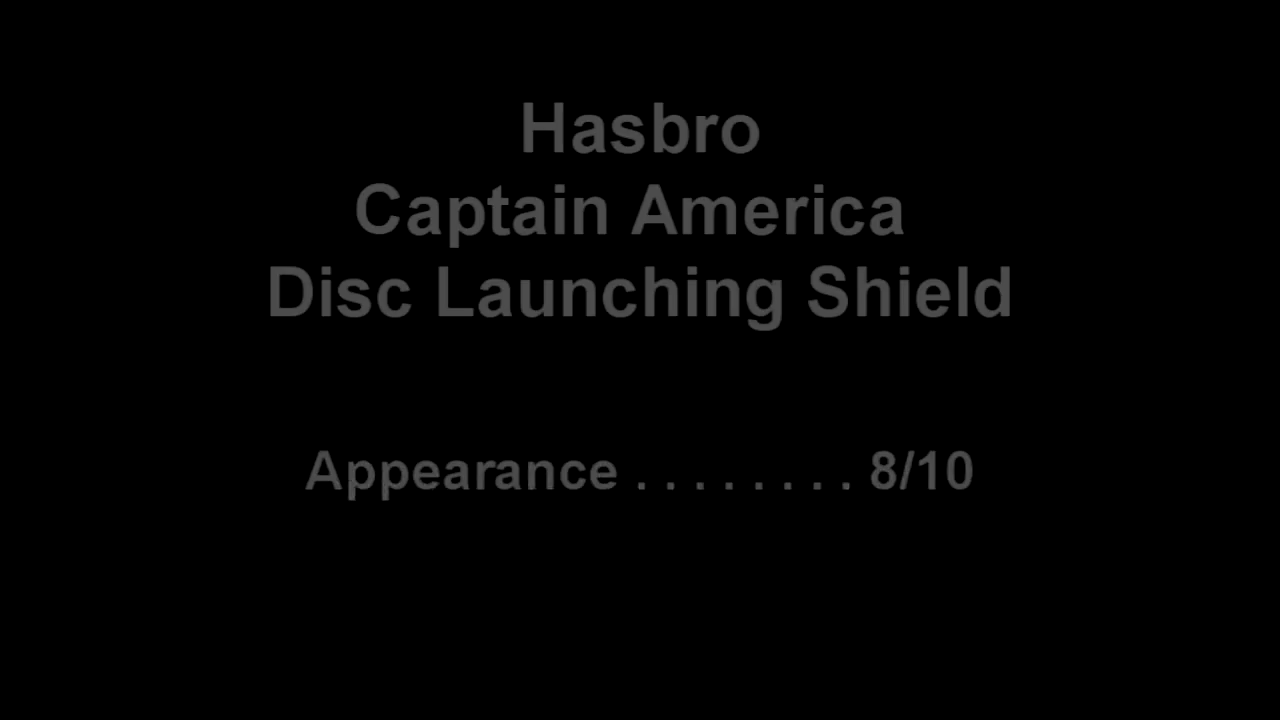 Hasbro
Captain America
Disc Launching Shield
Appearance . . . . . . . . 8/10